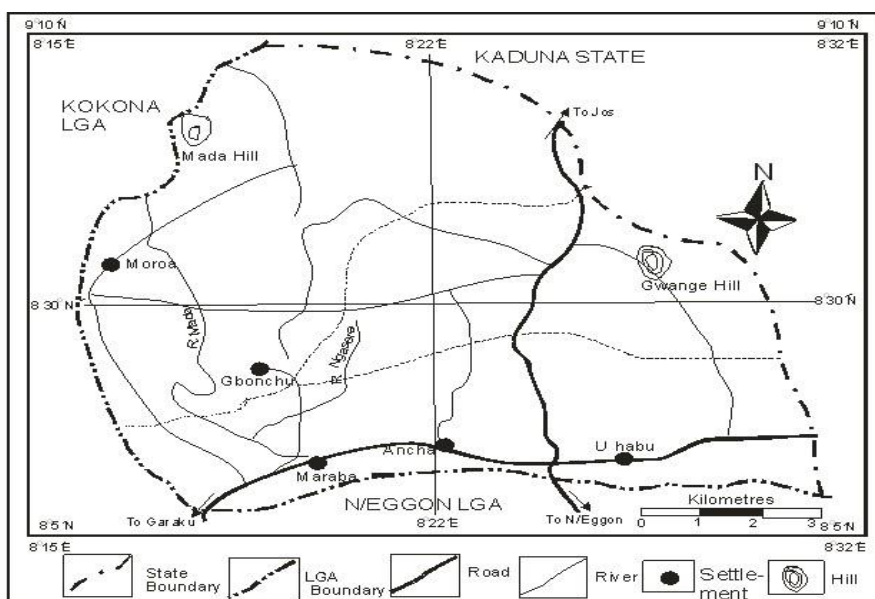 9°10'N 9°10'N
8°15'E 8°22'E 8°32'E
KADUNA STATE
KOKONA
LGA
To Jos
Mada Hill
N
Moroa
Gwange Hill
8°30'N 8°30'N
R. Mada
R. Ngasuva
Gbonchu
Ancha
Uhabu
Maraba
Kilometres
N/EGGON LGA
0 1 2 3
To Garaku
To N/Eggon
8°5'N 8°22'E 8°5'N
8°15'E 8°32'E
State
Boundary
LGA
Boundary
Road
River
Settle-
ment
Hill